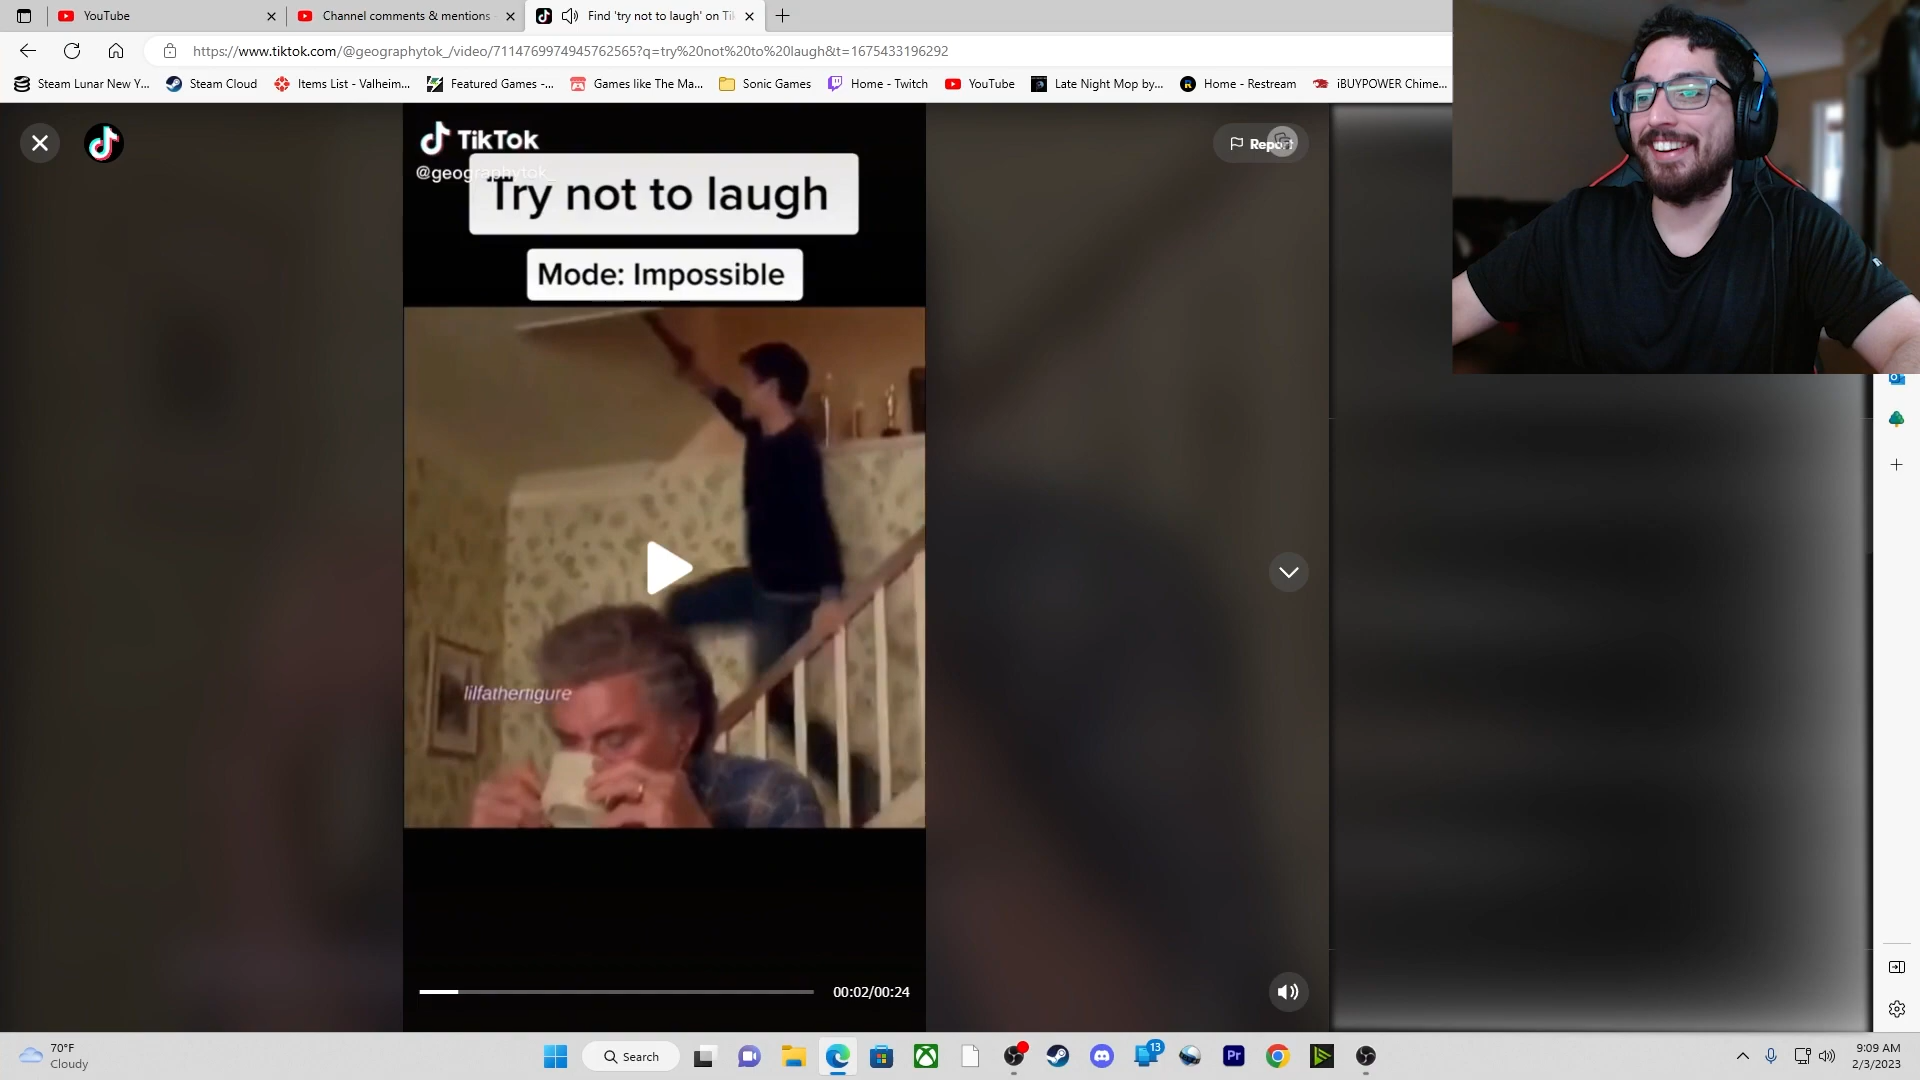 YouTube
Channel comments & mentions
Find 'try not to laugh' on Tik
https://www.tiktok.com/@geographytok_/video/7114769974945762565?q=try%20not%20to%20laugh&t=1675433196292
Steam Lunar New Y...
Steam Cloud
Items List - Valheim...
Featured Games -...
Games like The Ma...
Sonic Games
Home - Twitch
YouTube
Late Night Mop by...
Home - Restream
iBUYPOWER Chime...
TikTok
@geographytok_
Try not to laugh
Mode: Impossible
Report
lilfatherfigure
00:02/00:24
70°F
Cloudy
Search
13
Pr
9:09 AM
2/3/2023